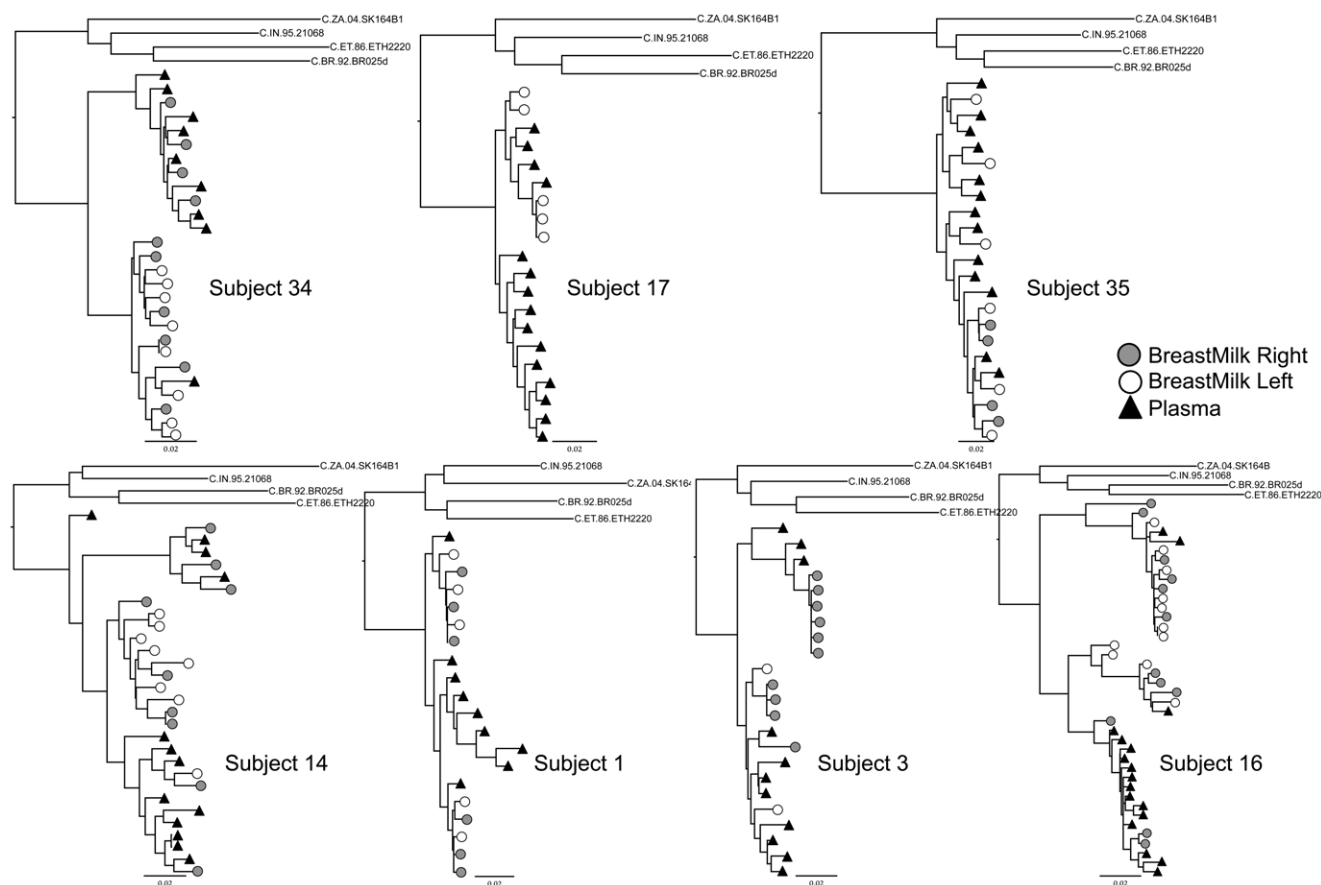 C.ZA.04.SK164B1
C.IN.95.21068
C.ET.86.ETH2220
C.BR.92.BR025d
Subject 34
0.02
C.ZA.04.SK164B1
C.IN.95.21068
C.ET.86.ETH2220
C.BR.92.BR025d
Subject 17
0.02
C.ZA.04.SK164B1
C.IN.95.21068
C.ET.86.ETH2220
C.BR.92.BR025d
Subject 35
0.02
BreastMilk Right
BreastMilk Left
Plasma
C.ZA.04.SK164B1
C.IN.95.21068
C.BR.92.BR025d
C.ET.86.ETH2220
Subject 14
0.02
C.IN.95.21068
C.ZA.04.SK164
C.BR.92.BR025d
C.ET.86.ETH2220
Subject 1
0.02
C.ZA.04.SK164B1
C.IN.95.21068
C.BR.92.BR025d
C.ET.86.ETH2220
Subject 3
0.02
C.ZA.04.SK164B
C.IN.95.21068
C.BR.92.BR025d
C.ET.86.ETH2220
Subject 16
0.02